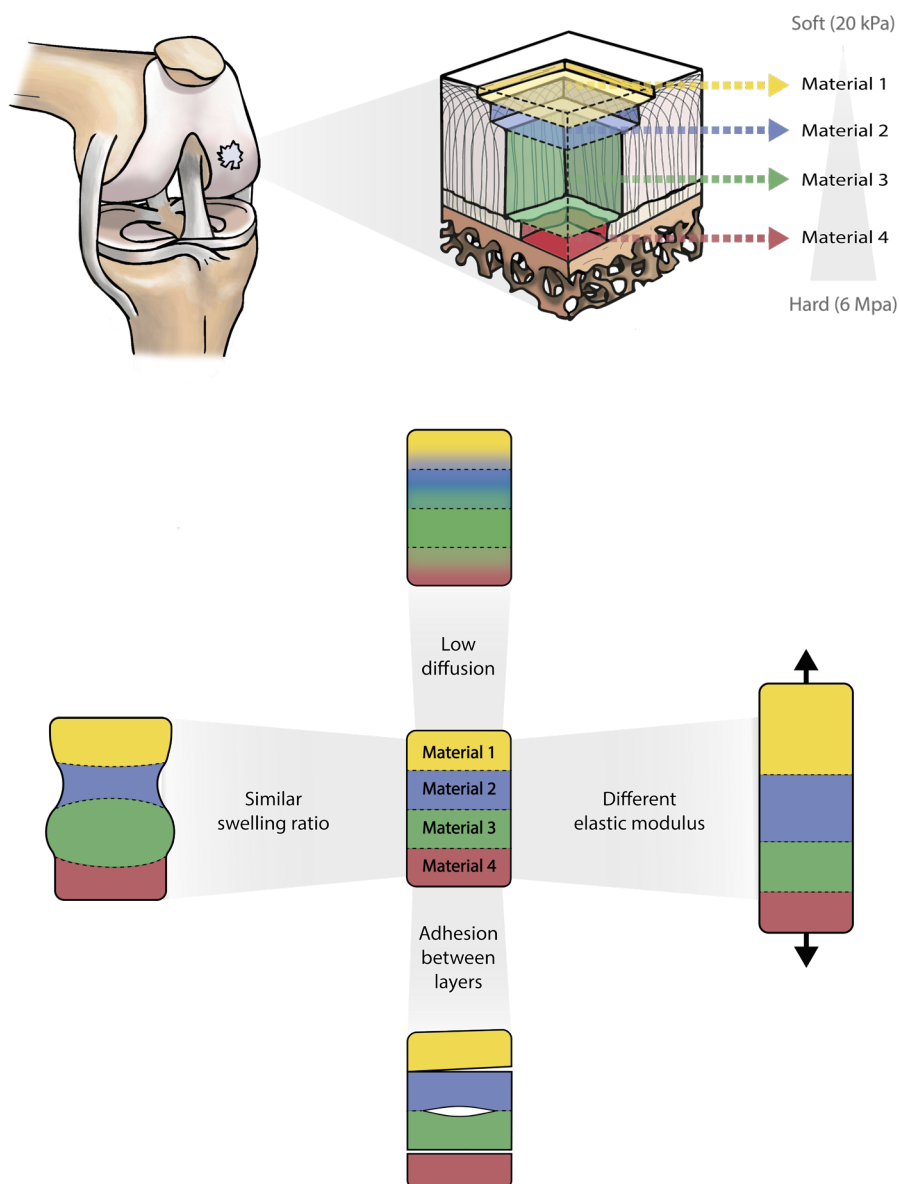 Soft (20 kPa)
Material 1
Material 2
Material 3
Material 4
Hard (6 Mpa)
Low
diffusion
Similar
swelling ratio
Material 1
Material 2
Material 3
Material 4
Different
elastic modulus
Adhesion
between
layers